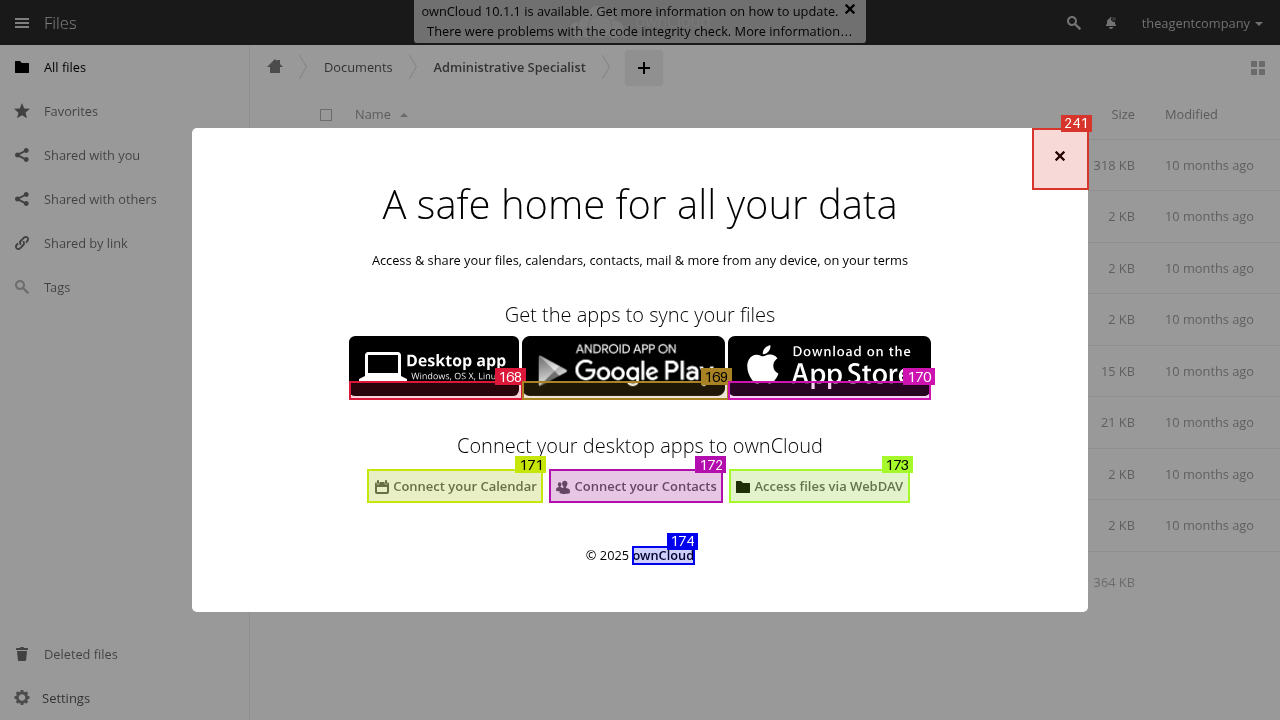 Files
ownCloud 10.1.1 is available. Get more information on how to update.
There were problems with the code integrity check. More information…
theagentcompany
All files
Favorites
Shared with you
Shared with others
Shared by link
Tags
Deleted files
Settings
Documents
Administrative Specialist
+
Name
Size
Modified
318 KB 10 months ago
2 KB 10 months ago
2 KB 10 months ago
2 KB 10 months ago
15 KB 10 months ago
21 KB 10 months ago
2 KB 10 months ago
2 KB 10 months ago
364 KB
241
A safe home for all your data
Access & share your files, calendars, contacts, mail & more from any device, on your terms
Get the apps to sync your files
Desktop app
Windows, OS X,
168
ANDROID APP ON
Google Play
169
Download on the
App Store
170
Connect your desktop apps to ownCloud
171
Connect your Calendar
172
Connect your Contacts
173
Access files via WebDAV
174
© 2025 ownCloud